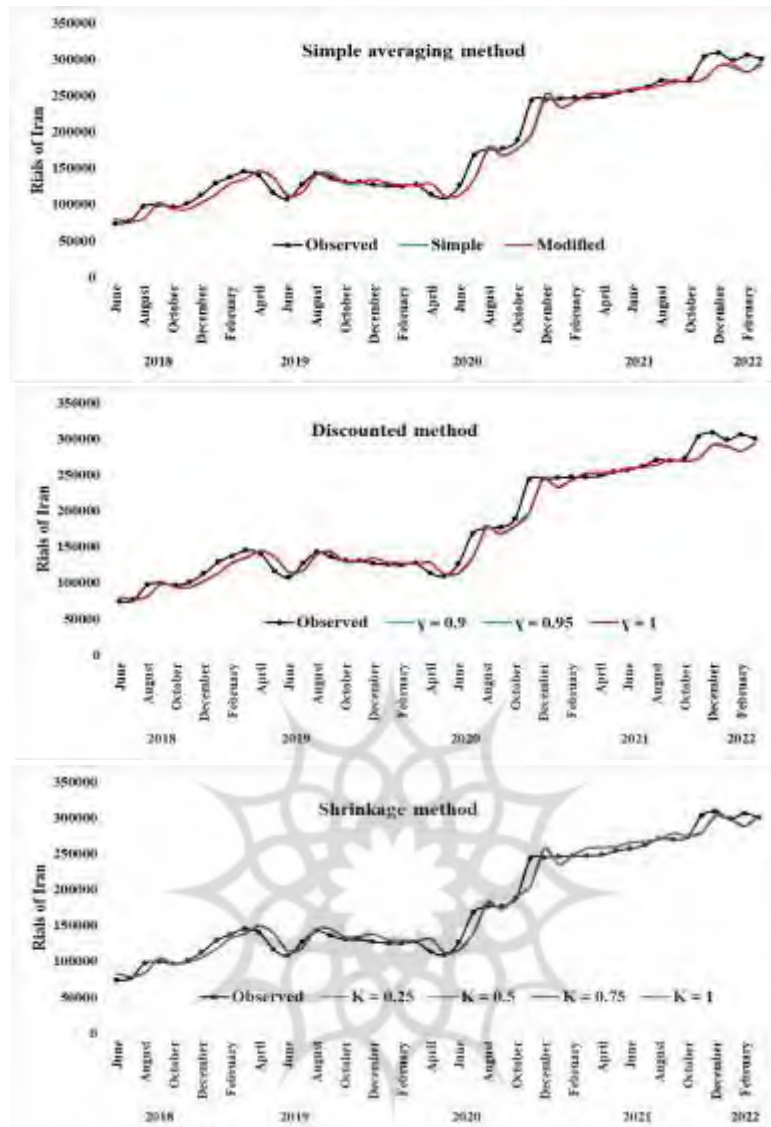 Simple averaging method
350000
300000
250000
200000
150000
100000
50000
0
Rials of Iran
Observed Simple Modified
June August October December February April June August October December February April June August October December February April June August October December February
2018 2019 2020 2021 2022
Discounted method
350000
300000
250000
200000
150000
100000
50000
0
Rials of Iran
Observed γ = 0.9 γ = 0.95 γ = 1
June August October December February April June August October December February April June August October December February April June August October December February
2018 2019 2020 2021 2022
Shrinkage method
350000
300000
250000
200000
150000
100000
50000
0
Rials of Iran
Observed K = 0.25 K = 0.5 K = 0.75 K = 1
June August October December February April June August October December February April June August October December February April June August October December February
2018 2019 2020 2021 2022